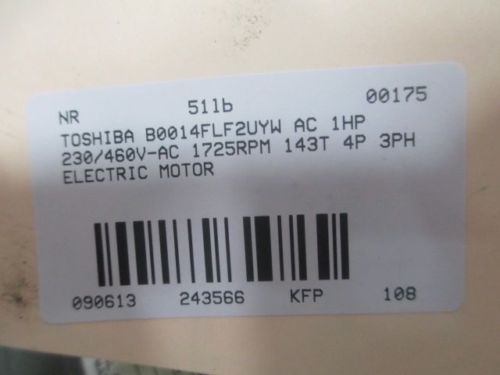 NR 51lb 00175
TOSHIBA B0014FLF2UYW AC 1HP
230/460V-AC 1725RPM 143T 4P 3PH
ELECTRIC MOTOR
090613 243566 KFP 108